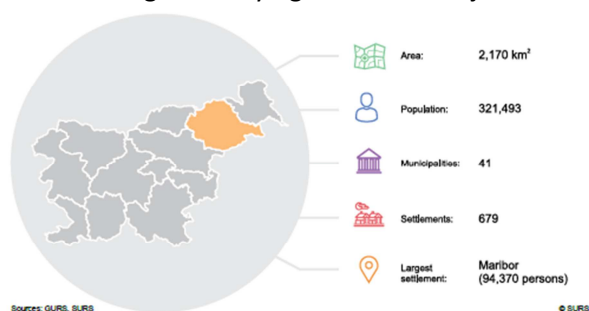 Area: 2,170 km²
Population: 321,493
Municipalities: 41
Settlements: 679
Largest settlement: Maribor (94,370 persons)
Sources: GURS, SURS
© SURS